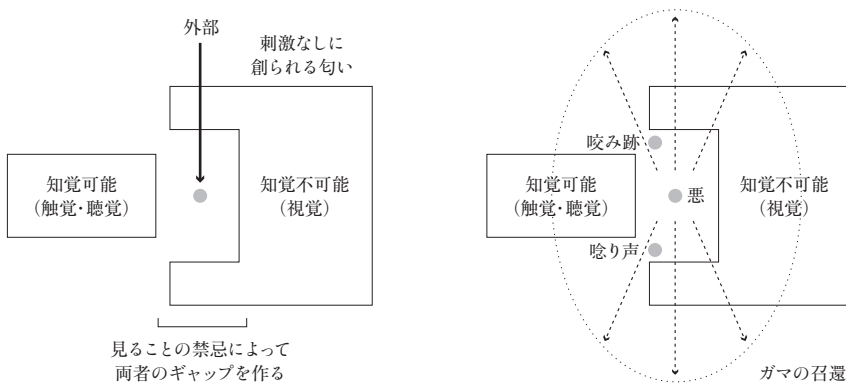 外部
刺激なしに
創られる匂い
知覚可能
（触覚・聴覚）
知覚不可能
（視覚）
見ることの禁忌によって
両者のギャップを作る
咬み跡
知覚可能
（触覚・聴覚）
悪
知覚不可能
（視覚）
唸り声
ガマの召還